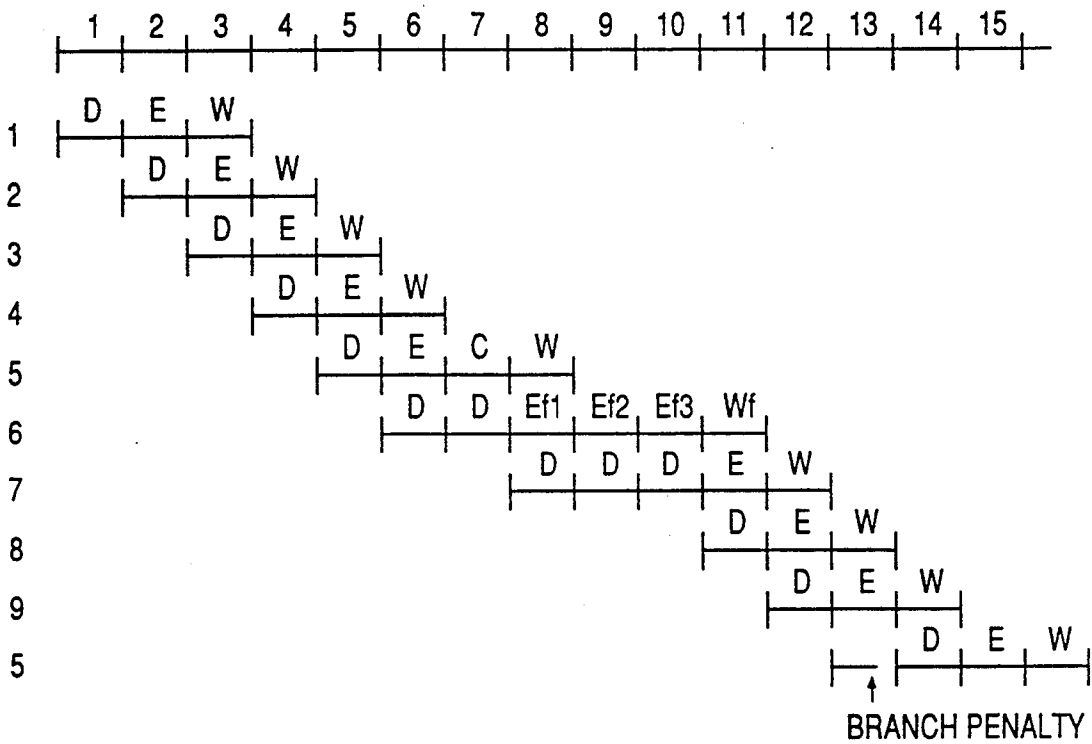 1 2 3 4 5 6 7 8 9 10 11 12 13 14 15
D E W
1
D E W
2
D E W
3
D E W
4
D E C W
5
D D Ef1 Ef2 Ef3 Wf
6
D D D E W
7
D E W
8
D E W
9
D E W
5
BRANCH PENALTY